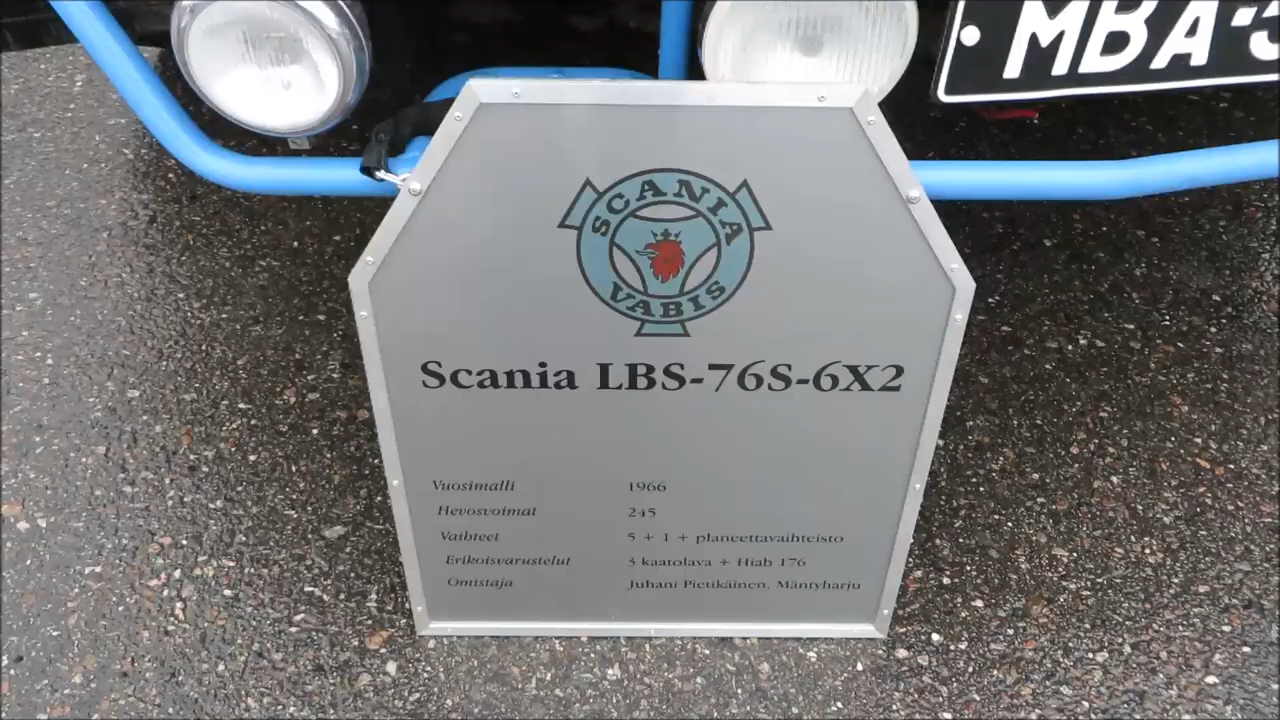 MBA-5
SCANIA
VABIS
Scania LBS-76S-6X2
Vuosimalli 1966
Hevosvoimat 245
Vaihteet 5 + 1 + planeettavaihteisto
Erikoisvarustelut 3 kaatolava + Hiab 176
Omistaja Juhani Pietikäinen, Mäntyharju